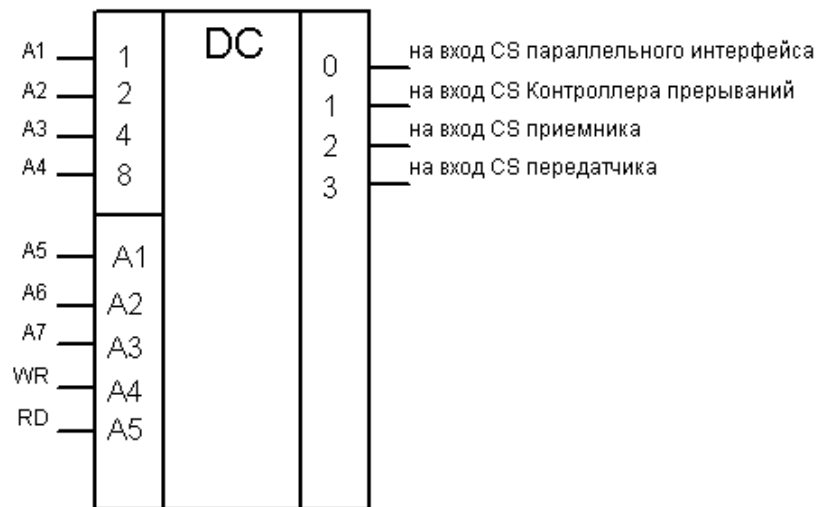 DC
A1 1 0 на вход CS параллельного интерфейса
A2 2 1 на вход CS Контроллера прерываний
A3 4 2 на вход CS приемника
A4 8 3 на вход CS передатчика
A5 A1
A6 A2
A7 A3
WR A4
RD A5